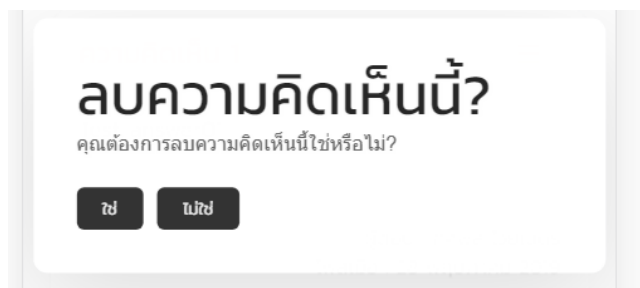 ลบความคิดเห็นนี้?
คุณต้องการลบความคิดเห็นนี้ใช่หรือไม่?
ใช่ ไม่ใช่